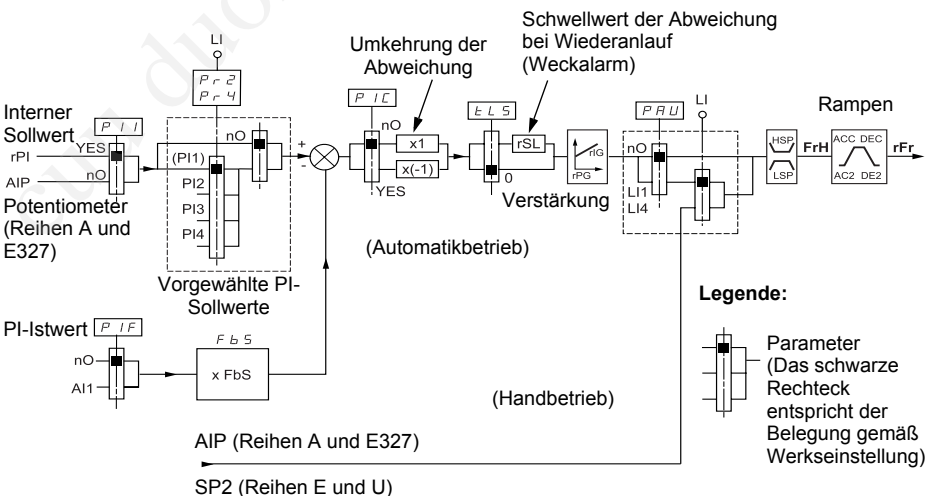 Schwellwert der Abweichung
bei Wiederanlauf
(Weckalarm)
LI
Umkehrung der
Abweichung
Pr2
Pr4
Interner
Sollwert
PII
PIC
tLS
PAU
LI
Rampen
rPI
YES
nO
nO
x1
rSL
nO
HSP
FrH
ACC DEC
rFr
AIP
nO
(PI1)
+
-
x(-1)
rIG
LSP
AC2 DE2
PI2
YES
0
rPG
LI1
Potentiometer
(Reihen A und
E327)
PI3
PI4
Verstärkung
LI4
(Automatikbetrieb)
Vorgewählte PI-
Sollwerte
Legende:
PI-Istwert
PIF
FbS
nO
x FbS
AI1
Parameter
(Das schwarze
Rechteck
entspricht der
Belegung gemäß
Werkseinstellung)
(Handbetrieb)
AIP (Reihen A und E327)
SP2 (Reihen E und U)